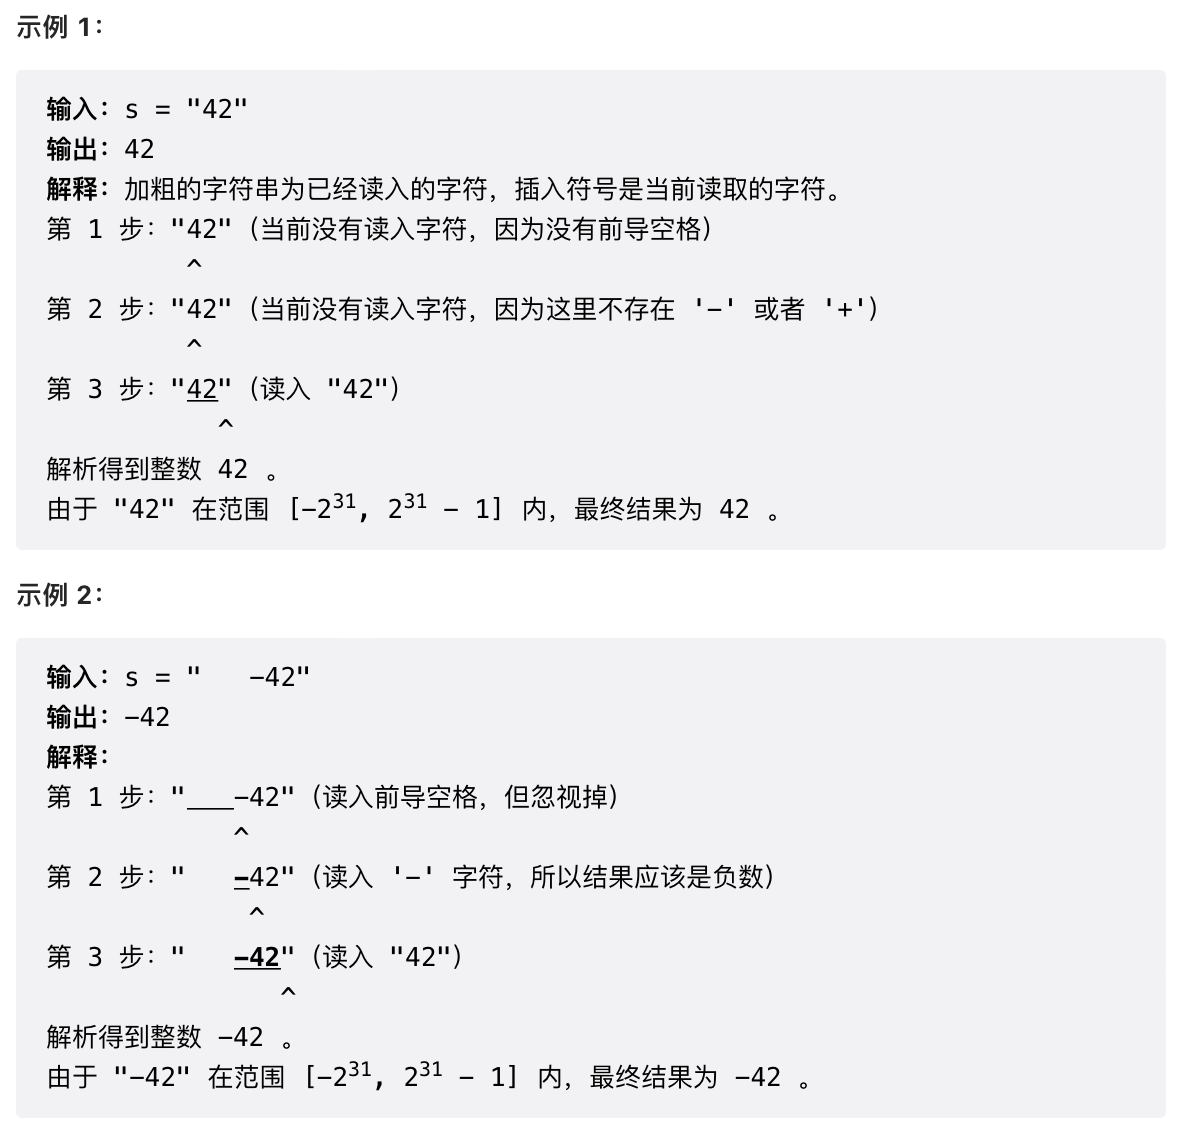 示例 1：
输入：s = "42"
输出：42
解释：加粗的字符串为已经读入的字符，插入符号是当前读取的字符。
第 1 步："42"（当前没有读入字符，因为没有前导空格）
         ^
第 2 步："42"（当前没有读入字符，因为这里不存在 '-' 或者 '+'）
         ^
第 3 步："42"（读入 "42"）
           ^
解析得到整数 42 。
由于 "42" 在范围 [-2³¹, 2³¹ - 1] 内，最终结果为 42 。
示例 2：
输入：s = "   -42"
输出：-42
解释：
第 1 步："___-42"（读入前导空格，但忽视掉）
            ^
第 2 步："   -42"（读入 '-' 字符，所以结果应该是负数）
             ^
第 3 步："   -42"（读入 "42"）
               ^
解析得到整数 -42 。
由于 "-42" 在范围 [-2³¹, 2³¹ - 1] 内，最终结果为 -42 。